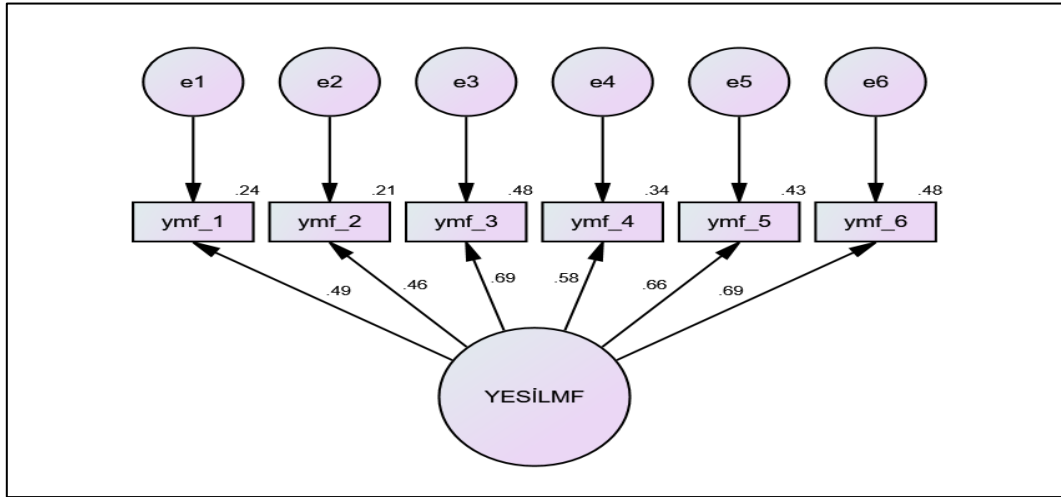 e1 e2 e3 e4 e5 e6
.24 .21 .48 .34 .43 .48
ymf_1 ymf_2 ymf_3 ymf_4 ymf_5 ymf_6
.49 .46 .69 .58 .66 .69
YESİLMF